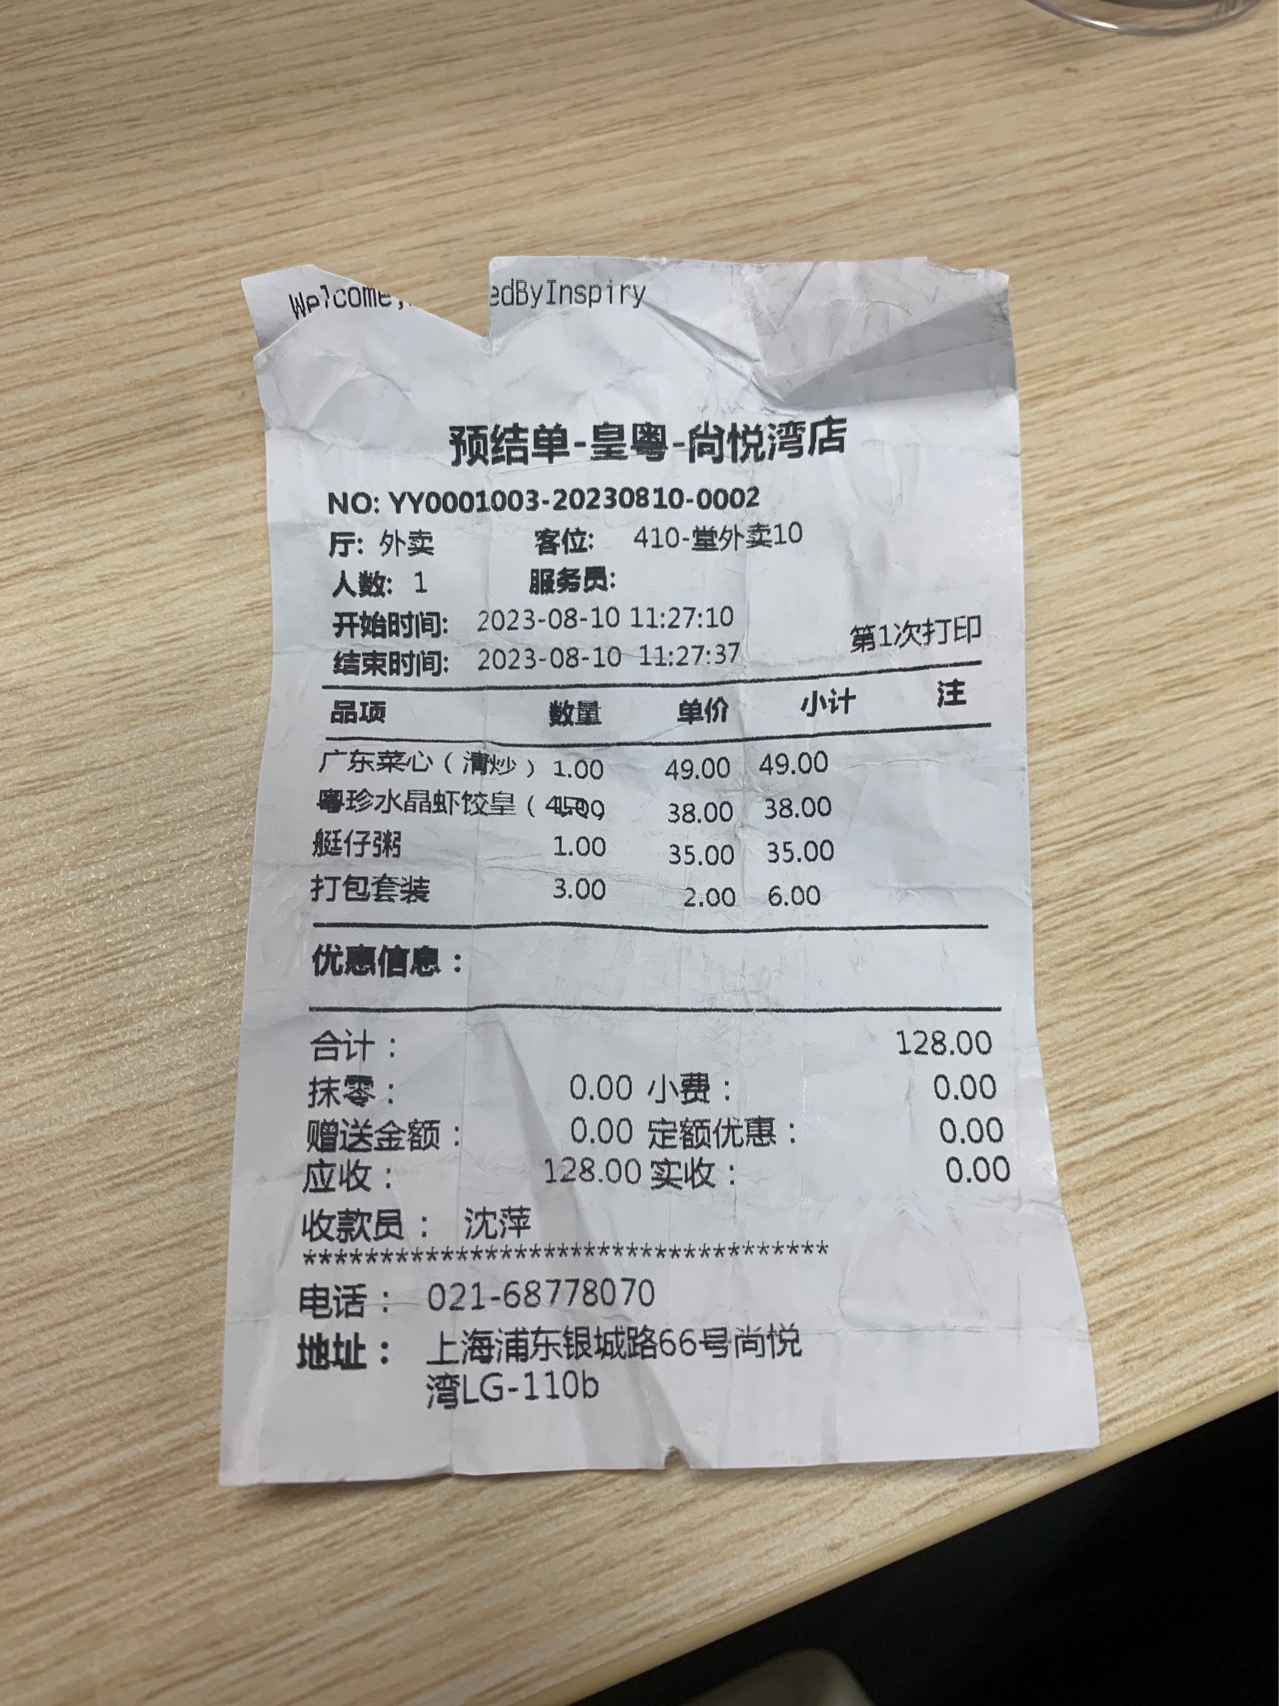 Welcome, edByInspiry
预结单-皇粤-尚悦湾店
NO: YY0001003-20230810-0002
厅: 外卖 客位: 410-堂外卖10
人数: 1 服务员:
开始时间: 2023-08-10 11:27:10
第1次打印
结束时间: 2023-08-10 11:27:37
品项 数量 单价 小计 注
广东菜心（清炒） 1.00 49.00 49.00
粤珍水晶虾饺皇（ 38.00 38.00
艇仔粥 1.00 35.00 35.00
打包套装 3.00 2.00 6.00
优惠信息：
合计： 128.00
抹零： 0.00 小费： 0.00
赠送金额： 0.00 定额优惠： 0.00
应收： 128.00 实收： 0.00
收款员： 沈萍
************************************
电话： 021-68778070
地址： 上海浦东银城路66号尚悦
湾LG-110b